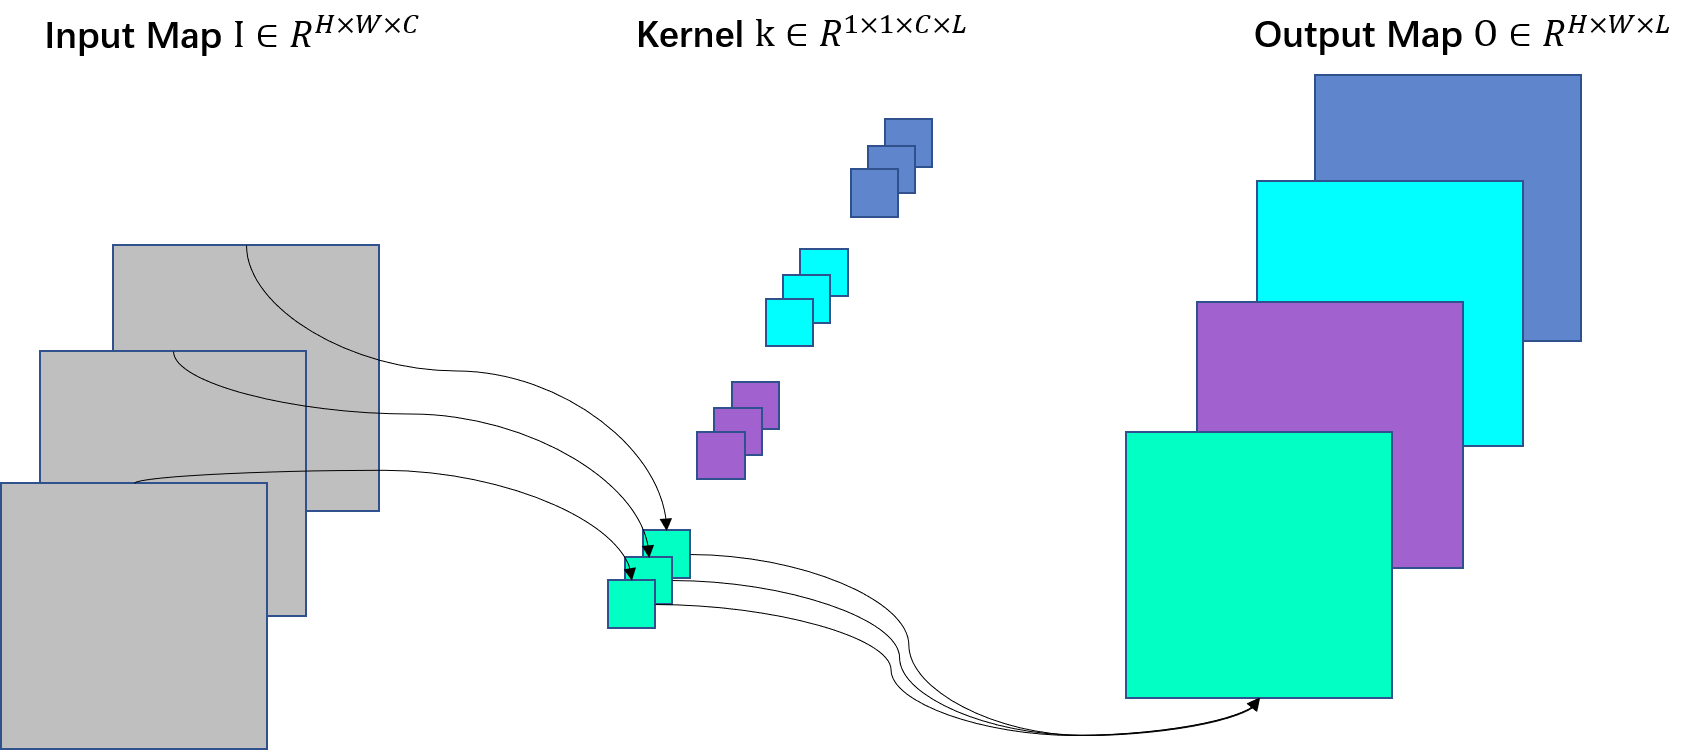 Input Map I ∈ R^{H×W×C}
Kernel k ∈ R^{1×1×C×L}
Output Map O ∈ R^{H×W×L}